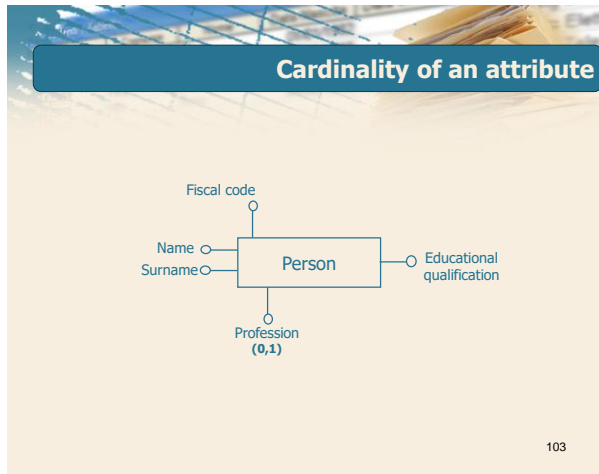 Cardinality of an attribute
Fiscal code
Name
Surname
Person
Educational
qualification
Profession
(0,1)
103